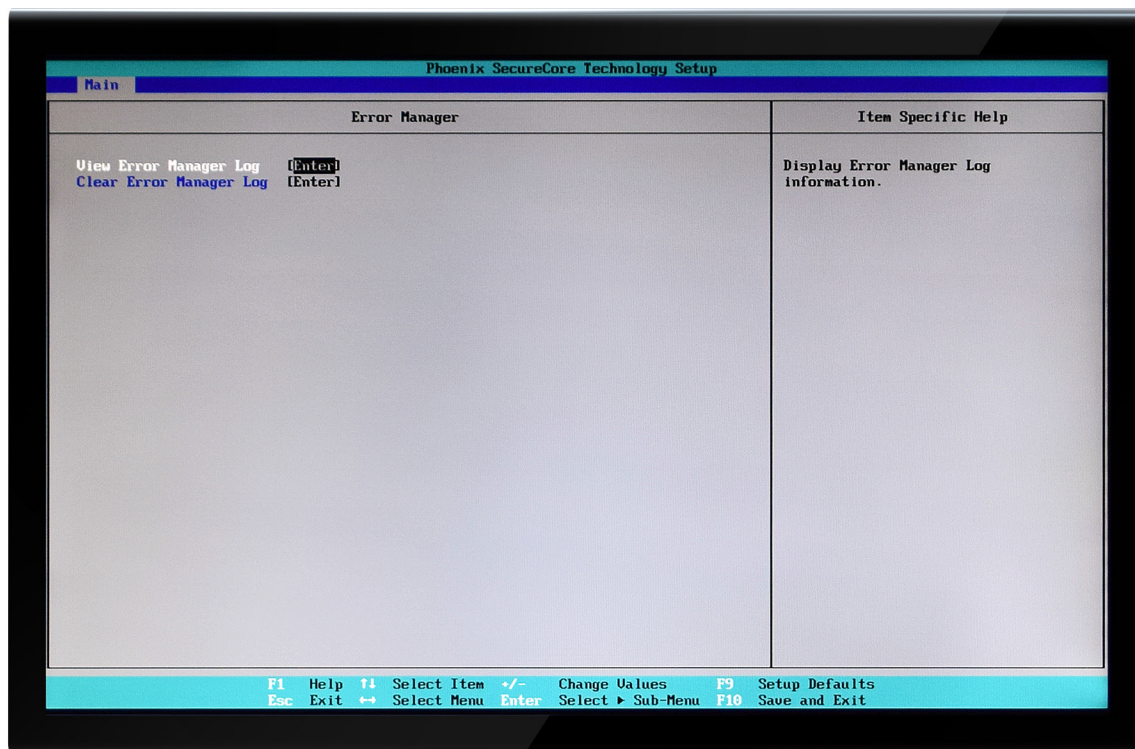 Phoenix SecureCore Technology Setup
Main
Error Manager
Item Specific Help
View Error Manager Log [Enter]
Clear Error Manager Log [Enter]
Display Error Manager Log
information.
F1 Help ↑↓ Select Item +/- Change Values F9 Setup Defaults
Esc Exit ↔ Select Menu Enter Select ▶ Sub-Menu F10 Save and Exit